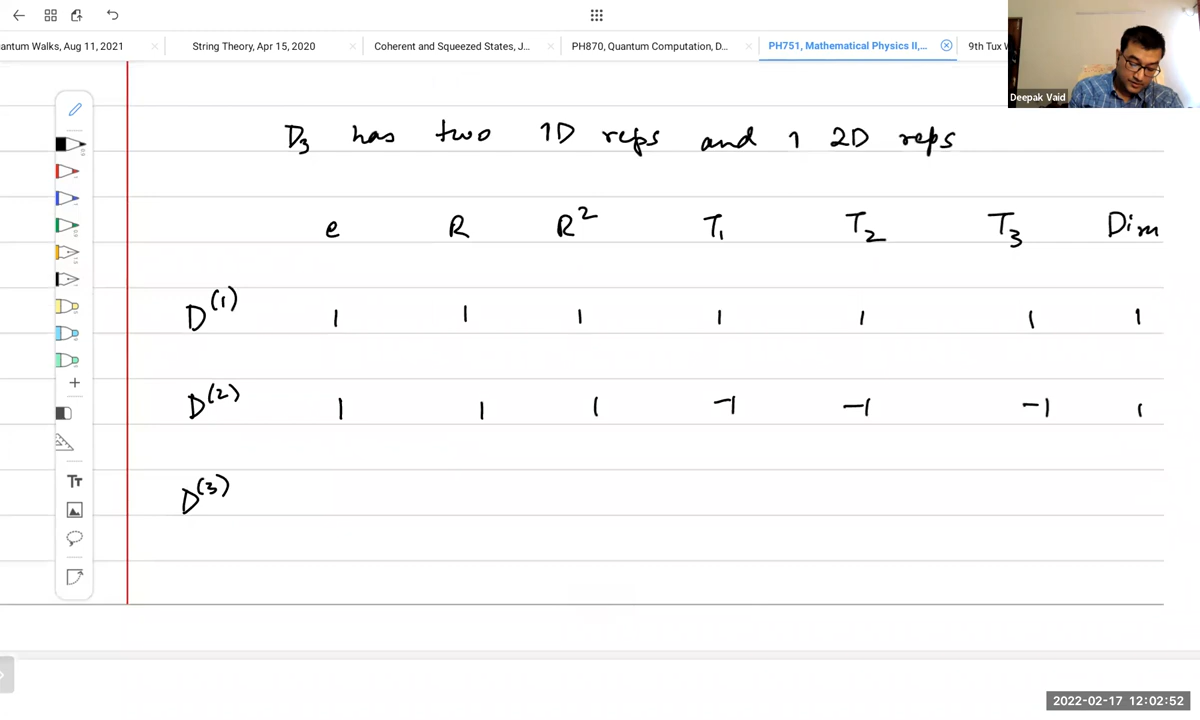 antum Walks, Aug 11, 2021 String Theory, Apr 15, 2020 Coherent and Squeezed States, J... PH870, Quantum Computation, D... PH751, Mathematical Physics II,... 9th Tux W
Deepak Vaid
D₃ has two 1D reps and 1 2D reps
e R R² T₁ T₂ T₃ Dim
D⁽¹⁾ 1 1 1 1 1 1 1
D⁽²⁾ 1 1 1 -1 -1 -1 1
D⁽³⁾
Tт
2022-02-17 12:02:52